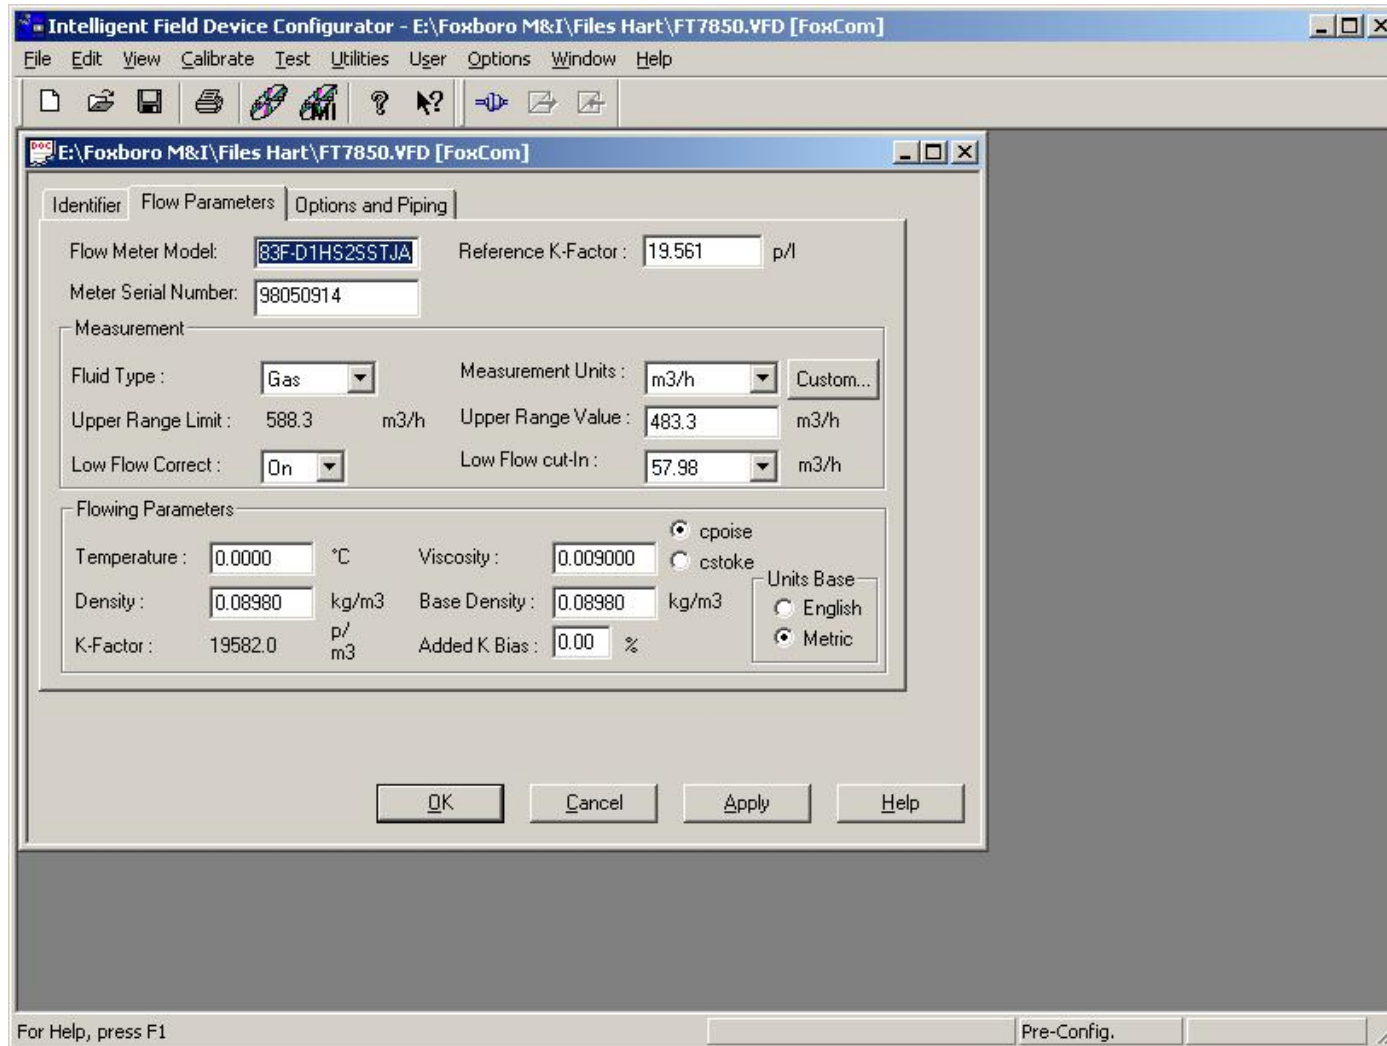 Intelligent Field Device Configurator - E:\Foxboro M&I\Files Hart\FT7850.VFD [FoxCom]
File Edit View Calibrate Test Utilities User Options Window Help
MI
E:\Foxboro M&I\Files Hart\FT7850.VFD [FoxCom]
Identifier Flow Parameters Options and Piping
Flow Meter Model: 83F-D1HS2SSTJA Reference K-Factor : 19.561 p/l
Meter Serial Number: 98050914
Measurement
Fluid Type : Gas Measurement Units : m3/h Custom...
Upper Range Limit : 588.3 m3/h Upper Range Value : 483.3 m3/h
Low Flow Correct : On Low Flow cut-In : 57.98 m3/h
Flowing Parameters
Temperature : 0.0000 °C Viscosity : 0.009000 cpoise
cstoke
Units Base
Density : 0.08980 kg/m3 Base Density : 0.08980 kg/m3 English
K-Factor : 19582.0 p/m3 Added K Bias : 0.00 % Metric
OK Cancel Apply Help
For Help, press F1 Pre-Config.